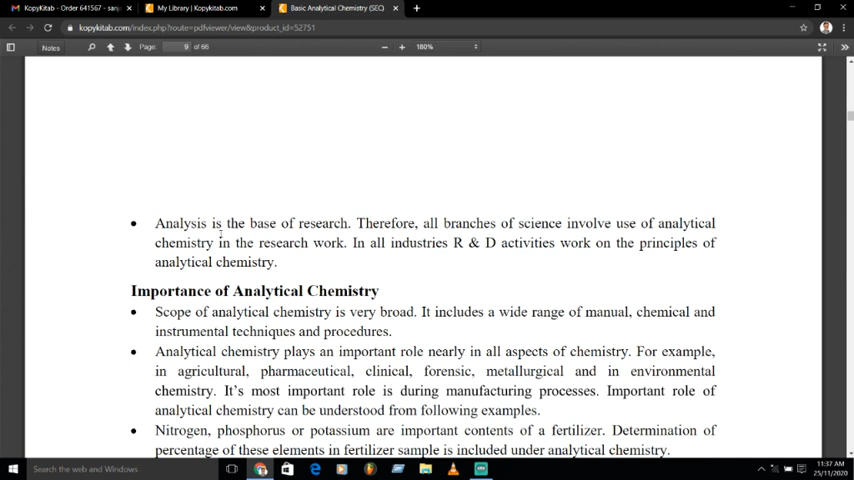 KopyKitab - Order 641567 - sanj
My Library | Kopykitab.com
Basic Analytical Chemistry (SEC)
kopykitab.com/index.php?route=pdfviewer/view&product_id=52751
Notes
Page: 9 of 66
180%
• Analysis is the base of research. Therefore, all branches of science involve use of analytical
chemistry in the research work. In all industries R & D activities work on the principles of
analytical chemistry.
Importance of Analytical Chemistry
• Scope of analytical chemistry is very broad. It includes a wide range of manual, chemical and
instrumental techniques and procedures.
• Analytical chemistry plays an important role nearly in all aspects of chemistry. For example,
in agricultural, pharmaceutical, clinical, forensic, metallurgical and in environmental
chemistry. It's most important role is during manufacturing processes. Important role of
analytical chemistry can be understood from following examples.
• Nitrogen, phosphorus or potassium are important contents of a fertilizer. Determination of
percentage of these elements in fertilizer sample is included under analytical chemistry.
Search the web and Windows
11:37 AM
25/11/2020